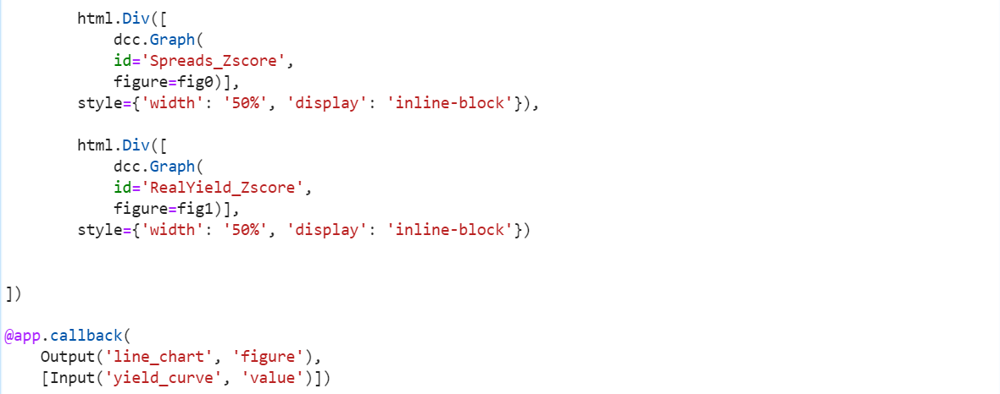 html.Div([
            dcc.Graph(
            id='Spreads_Zscore',
            figure=fig0)],
        style={'width': '50%', 'display': 'inline-block'}),

        html.Div([
            dcc.Graph(
            id='RealYield_Zscore',
            figure=fig1)],
        style={'width': '50%', 'display': 'inline-block'})


])

@app.callback(
    Output('line_chart', 'figure'),
    [Input('yield_curve', 'value')])